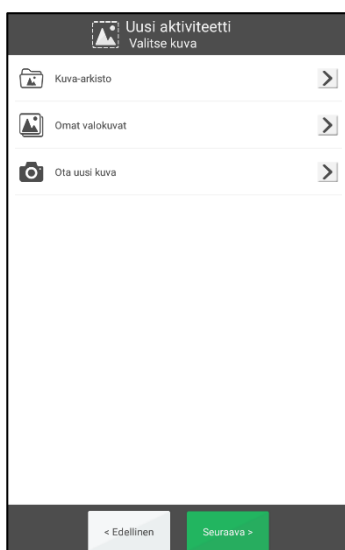 Uusi aktiviteetti
Valitse kuva
Kuva-arkisto
Omat valokuvat
Ota uusi kuva
< Edellinen
Seuraava >